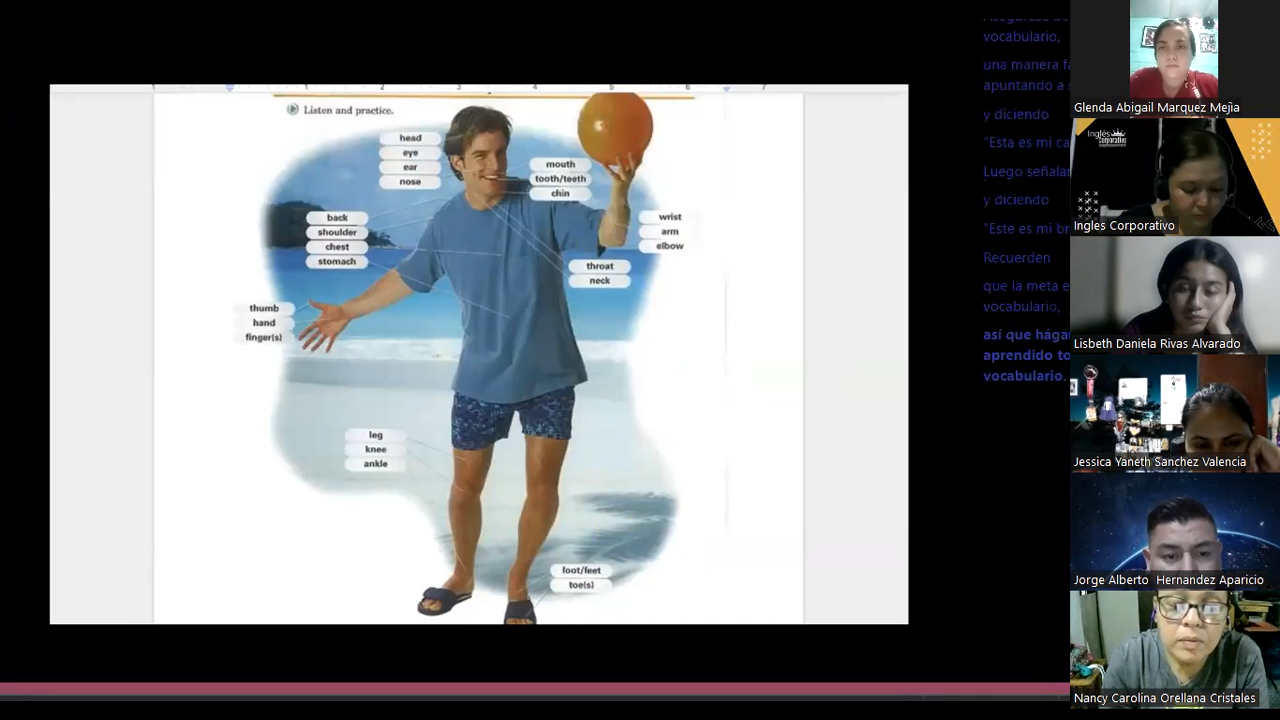 Listen and practice.
head
eye
ear
nose
mouth
tooth/teeth
chin
back
shoulder
chest
stomach
wrist
arm
elbow
throat
neck
thumb
hand
finger(s)
leg
knee
ankle
foot/feet
toe(s)
vocabulario,
una manera
apuntando a
y diciendo
"Esta es mi
Luego
y diciendo
"Este es mi
Recuerden
que la meta
vocabulario,
así que
aprendido
vocabulario.
Glenda Abigail Marquez Mejia
Inglés
Corporativo
Ingles Corporativo
Lisbeth Daniela Rivas Alvarado
Jessica Yaneth Sanchez Valencia
Jorge Alberto Hernandez Aparicio
Nancy Carolina Orellana Cristales